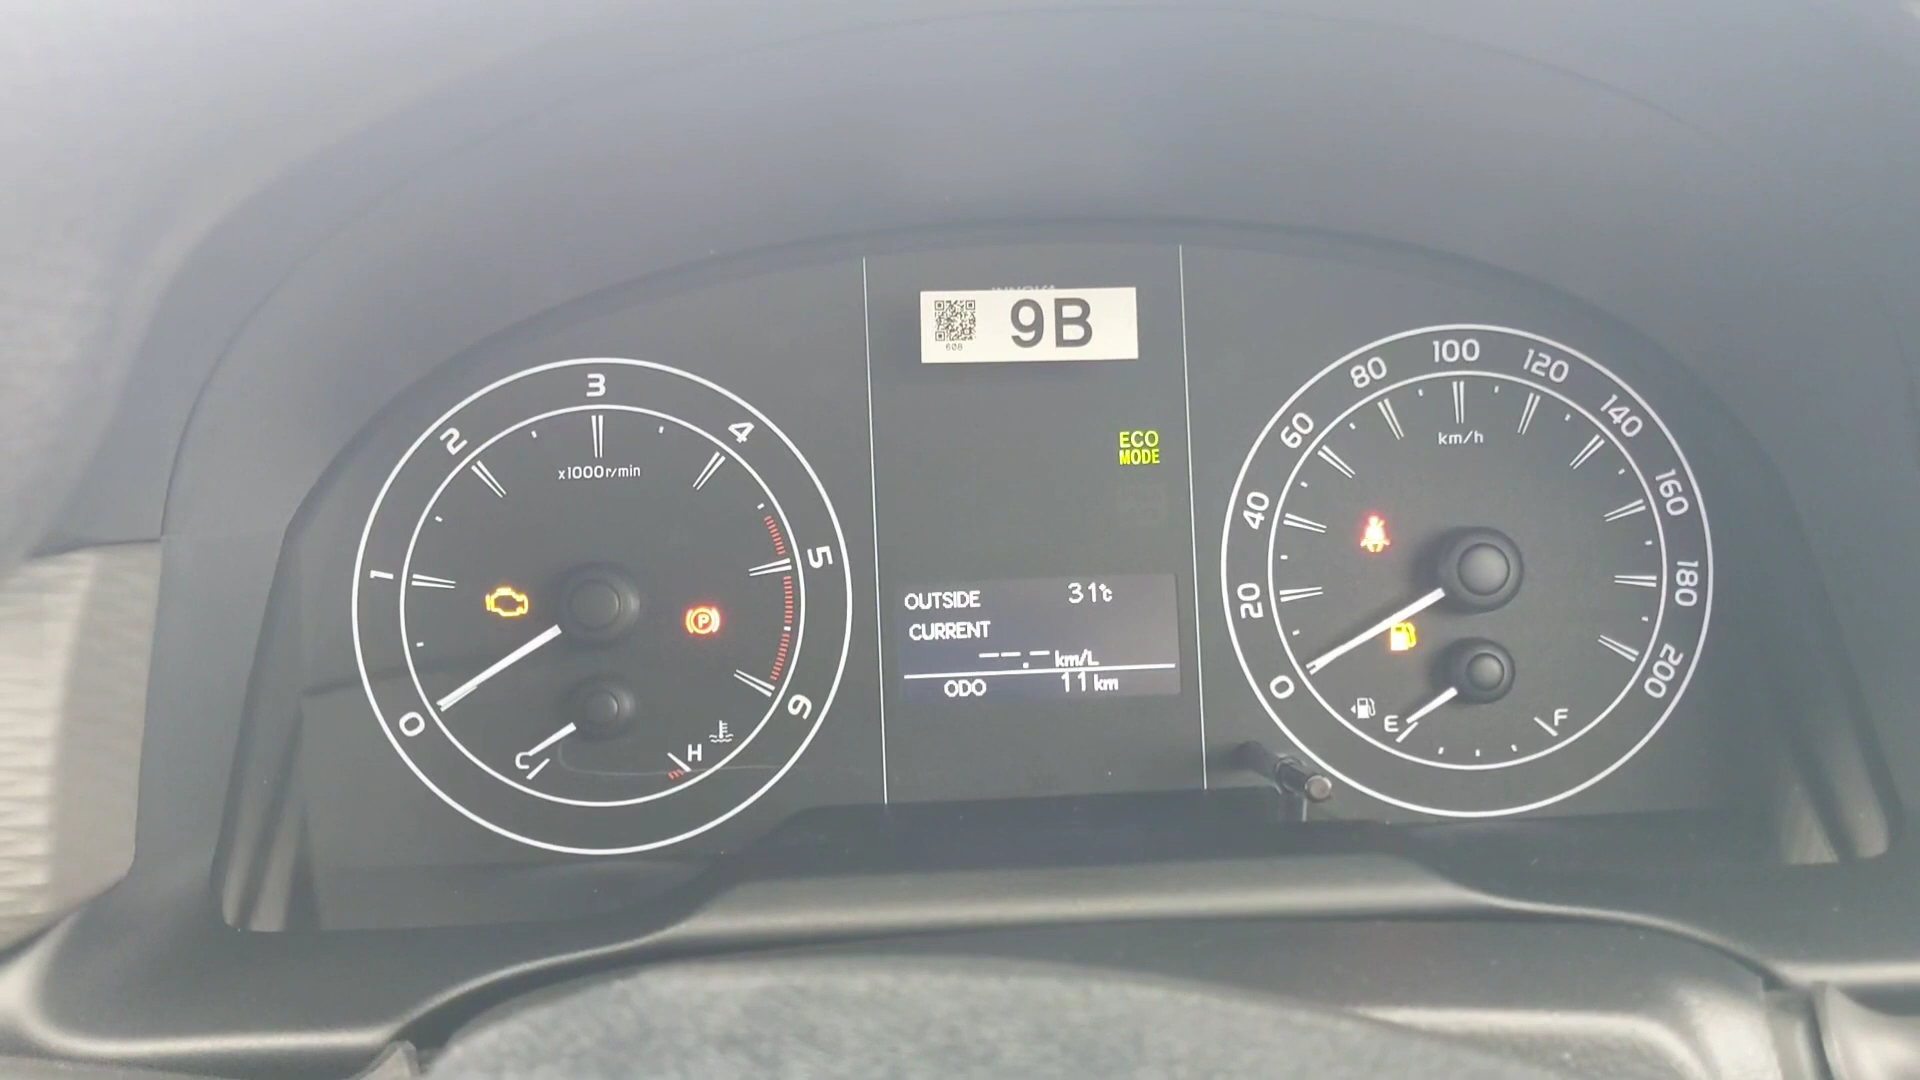 9B
608
0
1
2
3
4
5
6
x1000r/min
C
H
ECO
MODE
OUTSIDE 31℃
CURRENT
--.- km/L
ODO 11 km
0
20
40
60
80
100
120
140
160
180
200
km/h
E
F
P